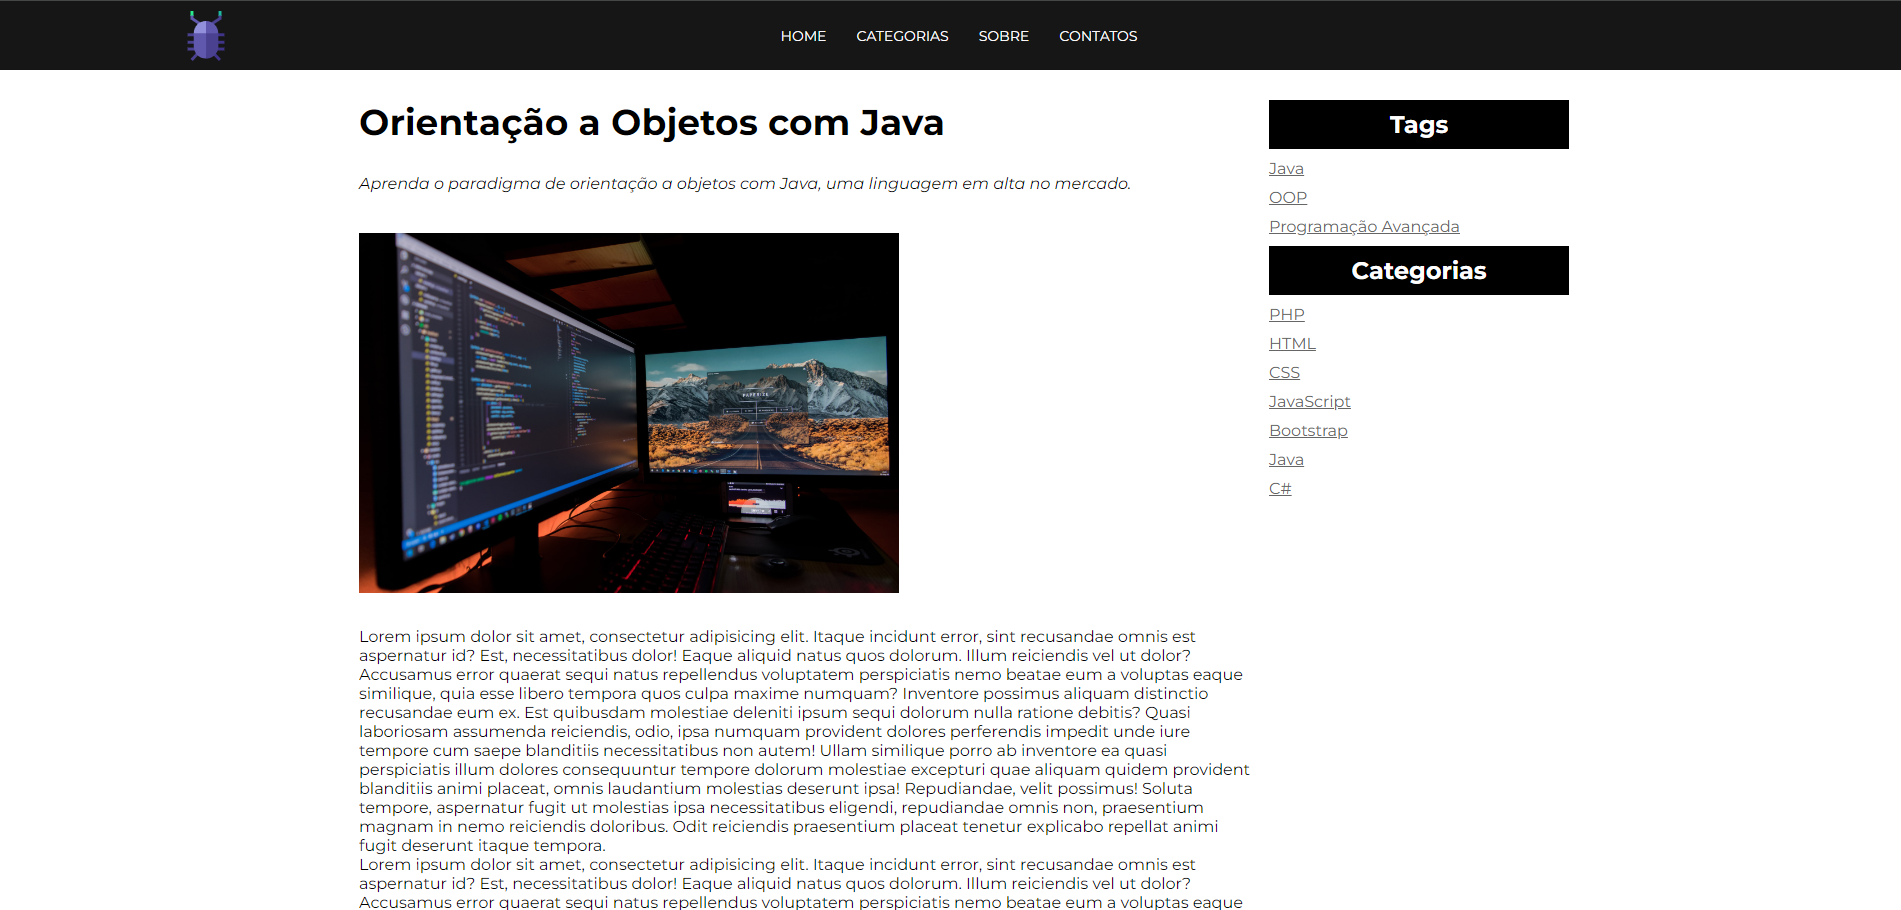 HOME CATEGORIAS SOBRE CONTATOS
Orientação a Objetos com Java
Aprenda o paradigma de orientação a objetos com Java, uma linguagem em alta no mercado.
Lorem ipsum dolor sit amet, consectetur adipisicing elit. Itaque incidunt error, sint recusandae omnis est
aspernatur id? Est, necessitatibus dolor! Eaque aliquid natus quos dolorum. Illum reiciendis vel ut dolor?
Accusamus error quaerat sequi natus repellendus voluptatem perspiciatis nemo beatae eum a voluptas eaque
similique, quia esse libero tempora quos culpa maxime numquam? Inventore possimus aliquam distinctio
recusandae eum ex. Est quibusdam molestiae deleniti ipsum sequi dolorum nulla ratione debitis? Quasi
laboriosam assumenda reiciendis, odio, ipsa numquam provident dolores perferendis impedit unde iure
tempore cum saepe blanditiis necessitatibus non autem! Ullam similique porro ab inventore ea quasi
perspiciatis illum dolores consequuntur tempore dolorum molestiae excepturi quae aliquam quidem provident
blanditiis animi placeat, omnis laudantium molestias deserunt ipsa! Repudiandae, velit possimus! Soluta
tempore, aspernatur fugit ut molestias ipsa necessitatibus eligendi, repudiandae omnis non, praesentium
magnam in nemo reiciendis doloribus. Odit reiciendis praesentium placeat tenetur explicabo repellat animi
fugit deserunt itaque tempora.
Lorem ipsum dolor sit amet, consectetur adipisicing elit. Itaque incidunt error, sint recusandae omnis est
aspernatur id? Est, necessitatibus dolor! Eaque aliquid natus quos dolorum. Illum reiciendis vel ut dolor?
Accusamus error quaerat sequi natus repellendus voluptatem perspiciatis nemo beatae eum a voluptas eaque
Tags
Java
OOP
Programação Avançada
Categorias
PHP
HTML
CSS
JavaScript
Bootstrap
Java
C#